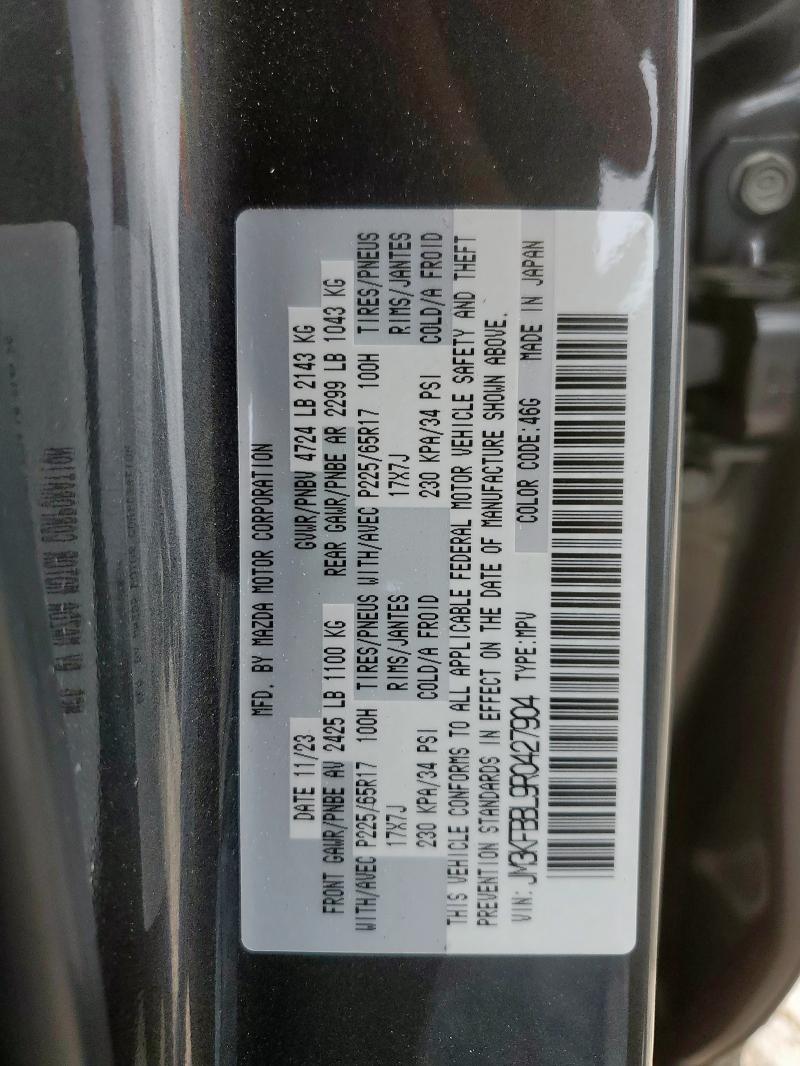 MFD. BY MAZDA MOTOR CORPORATION
DATE 11/23 GVWR/PNBV 4724 LB 2143 KG
FRONT GAWR/PNBE AV 2425 LB 1100 KG REAR GAWR/PNBE AR 2299 LB 1043 KG
WITH/AVEC P225/65R17 100H TIRES/PNEUS WITH/AVEC P225/65R17 100H TIRES/PNEUS
17X7J RIMS/JANTES 17X7J RIMS/JANTES
230 KPA/34 PSI COLD/A FROID 230 KPA/34 PSI COLD/A FROID
THIS VEHICLE CONFORMS TO ALL APPLICABLE FEDERAL MOTOR VEHICLE SAFETY AND THEFT
PREVENTION STANDARDS IN EFFECT ON THE DATE OF MANUFACTURE SHOWN ABOVE.
VIN: JM3KFBBL9R0427904 TYPE:MPV COLOR CODE:46G MADE IN JAPAN